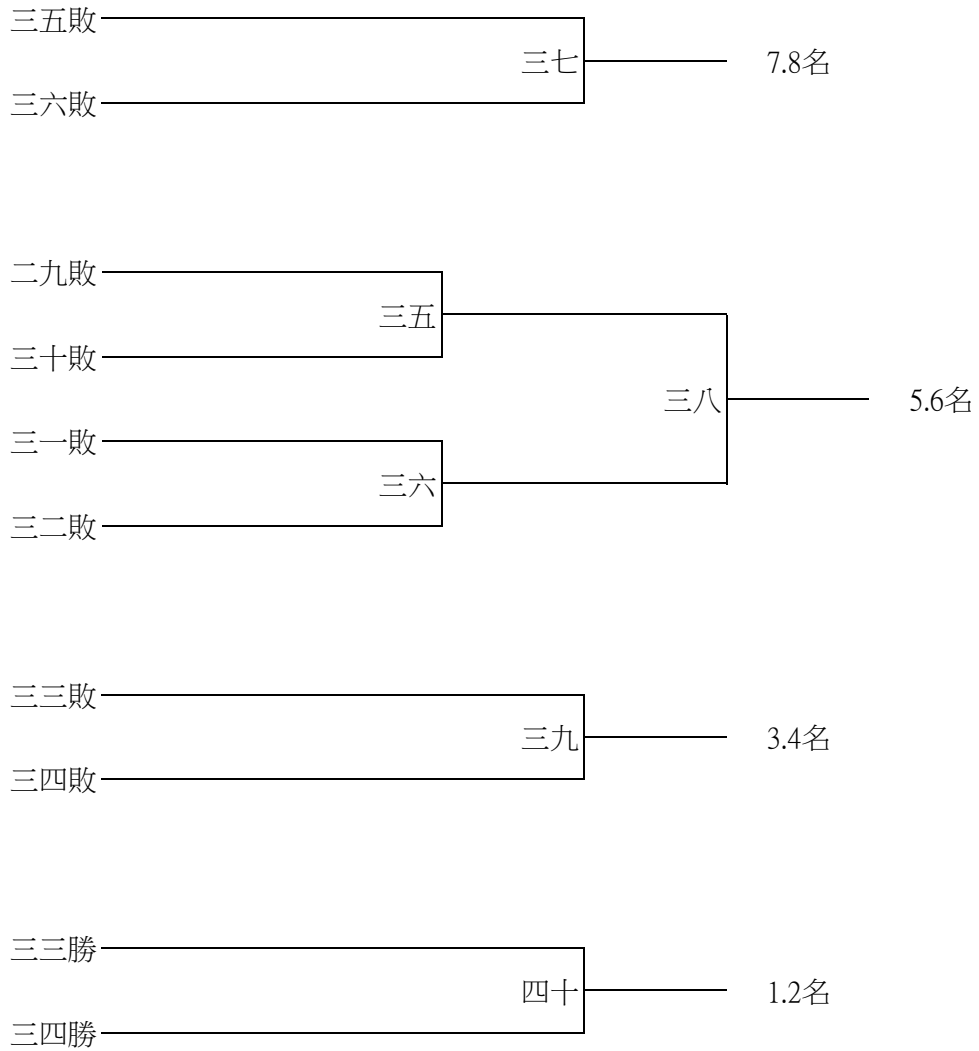 三五敗
三七 7.8名
三六敗
二九敗
三五
三十敗
三八 5.6名
三一敗
三六
三二敗
三三敗
三九 3.4名
三四敗
三三勝
四十 1.2名
三四勝